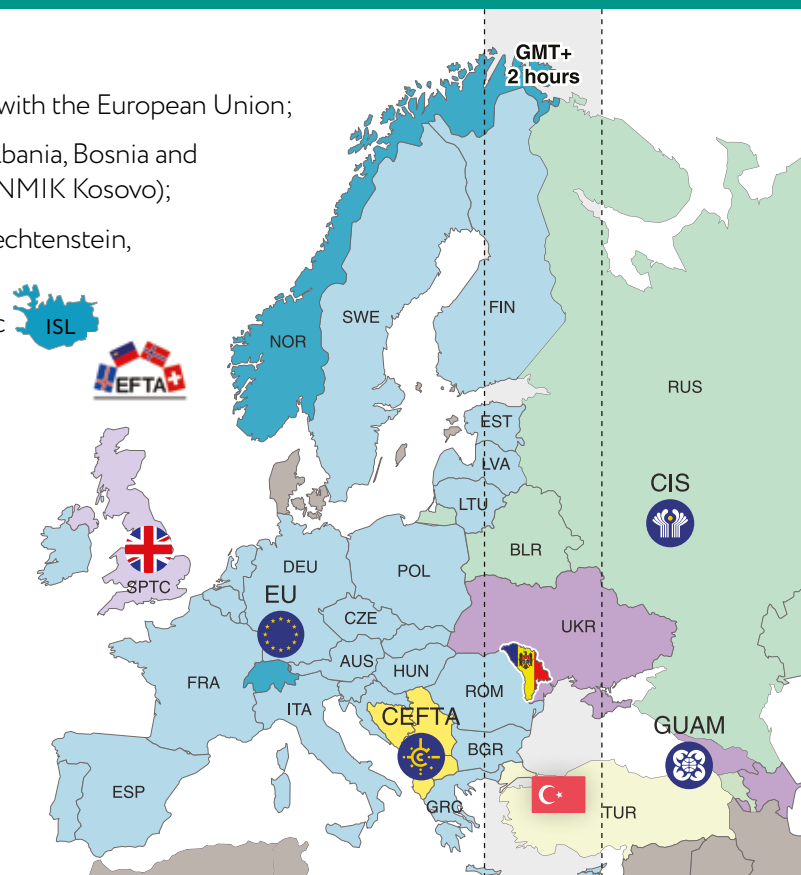 GMT+
2 hours
with the European Union;
lbania, Bosnia and
NMIK Kosovo);
echtenstein,
c
ISL
EFTA
NOR
SWE
FIN
RUS
EST
LVA
LTU
CIS
BLR
SPTC
DEU
POL
EU
CZE
UKR
AUS
HUN
FRA
ROM
ITA
CEFTA
GUAM
BGR
ESP
GRC
TUR